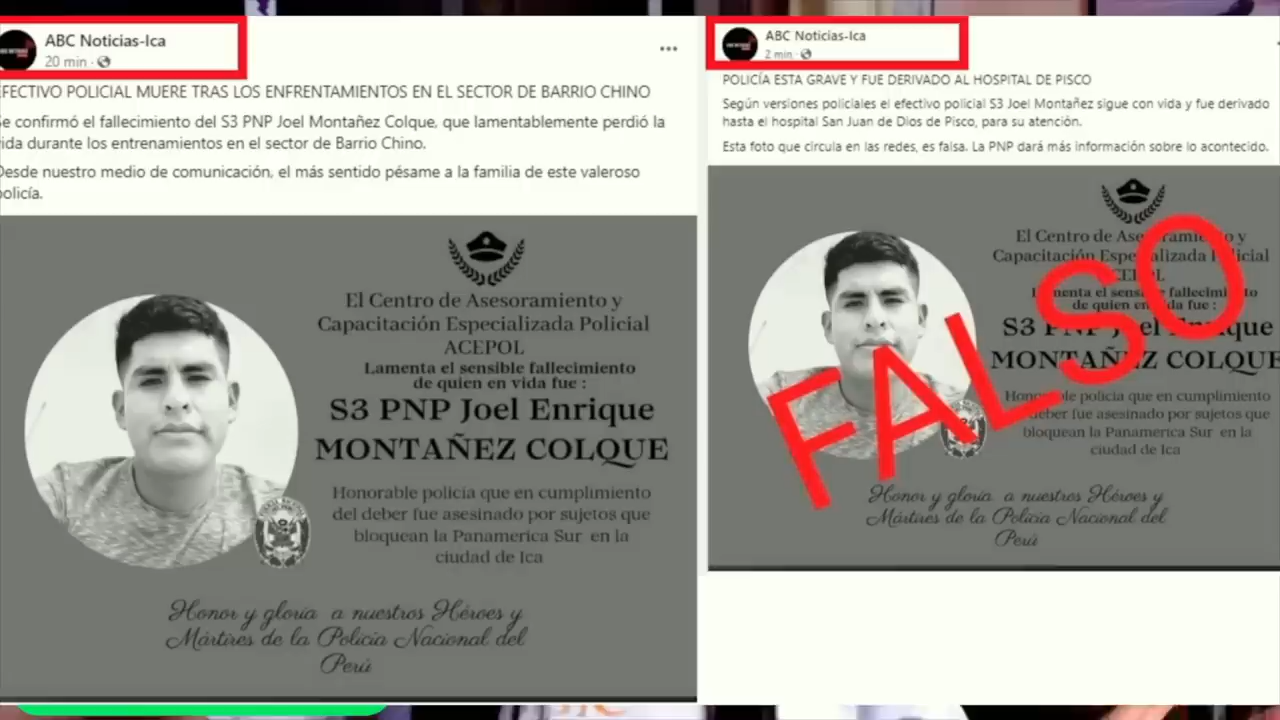 ABC Noticias-Ica
20 min
EFECTIVO POLICIAL MUERE TRAS LOS ENFRENTAMIENTOS EN EL SECTOR DE BARRIO CHINO
Se confirmó el fallecimiento del S3 PNP Joel Montañez Colque, que lamentablemente perdió la
vida durante los entrenamientos en el sector de Barrio Chino.
Desde nuestro medio de comunicación, el más sentido pésame a la familia de este valeroso
policía.
El Centro de Asesoramiento y
Capacitación Especializada Policial
ACEPOL
Lamenta el sensible fallecimiento
de quien en vida fue :
S3 PNP Joel Enrique
MONTAÑEZ COLQUE
Honorable policía que en cumplimiento
del deber fue asesinado por sujetos que
bloquean la Panamerica Sur en la
ciudad de Ica
Honor y gloria a nuestros Héroes y
Mártires de la Policía Nacional del
Perú
ABC Noticias-Ica
2 min
POLICÍA ESTA GRAVE Y FUE DERIVADO AL HOSPITAL DE PISCO
Según versiones policiales el efectivo policial S3 Joel Montañez sigue con vida y fue derivado
hasta el hospital San Juan de Dios de Pisco, para su atención.
Esta foto que circula en las redes, es falsa. La PNP dará más información sobre lo acontecido.
El Centro de Asesoramiento y
Capacitación Especializada Policial
ACEPOL
Lamenta el sensible fallecimiento
de quien en vida fue :
S3 PNP Joel Enrique
MONTAÑEZ COLQUE
Honorable policía que en cumplimiento
del deber fue asesinado por sujetos que
bloquean la Panamerica Sur en la
ciudad de Ica
Honor y gloria a nuestros Héroes y
Mártires de la Policía Nacional del
Perú
FALSO